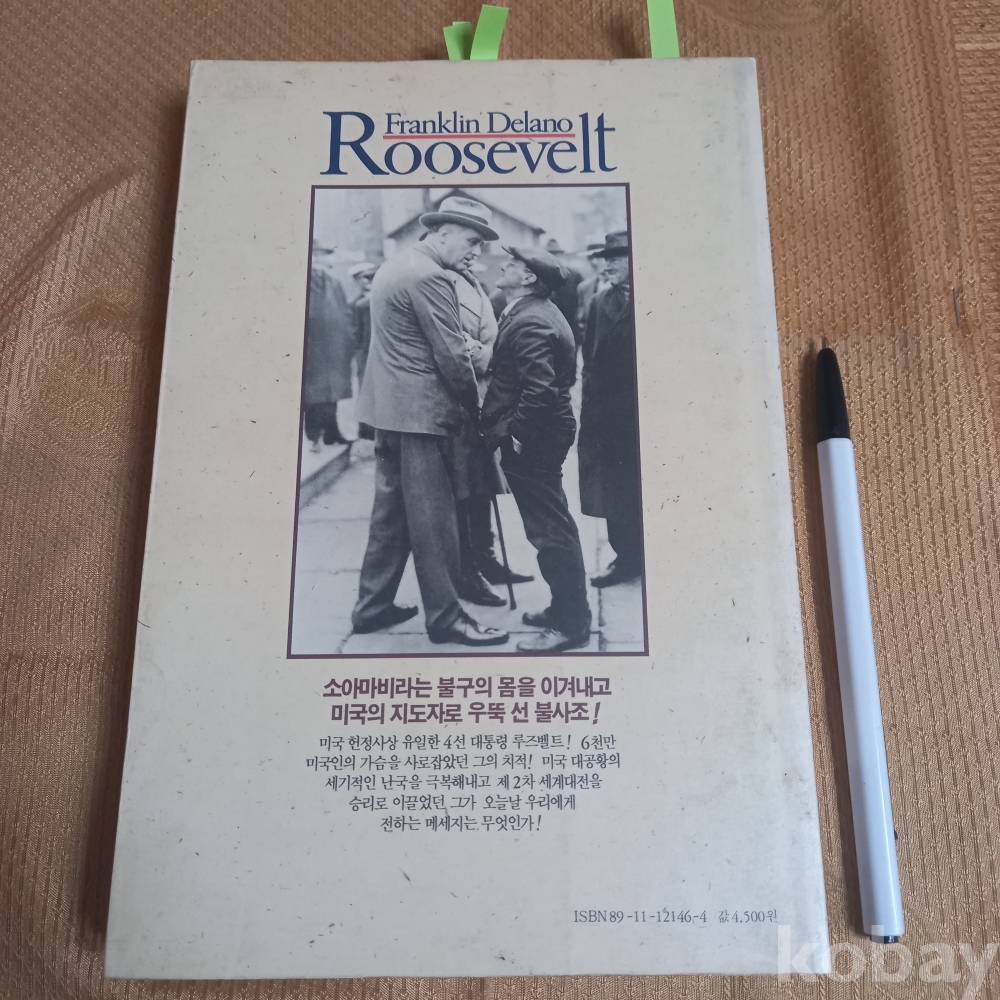 Franklin Delano
Roosevelt
소아마비라는 불구의 몸을 이겨내고
미국의 지도자로 우뚝 선 불사조!
미국 헌정사상 유일한 4선 대통령 루즈벨트! 6천만
미국인의 가슴을 사로잡았던 그의 치적! 미국 대공황의
세기적인 난국을 극복해내고 제2차 세계대전을
승리로 이끌었던 그가 오늘날 우리에게
전하는 메세지는 무엇인가!
ISBN 89-11-12146-4 값 4,500원
kobay